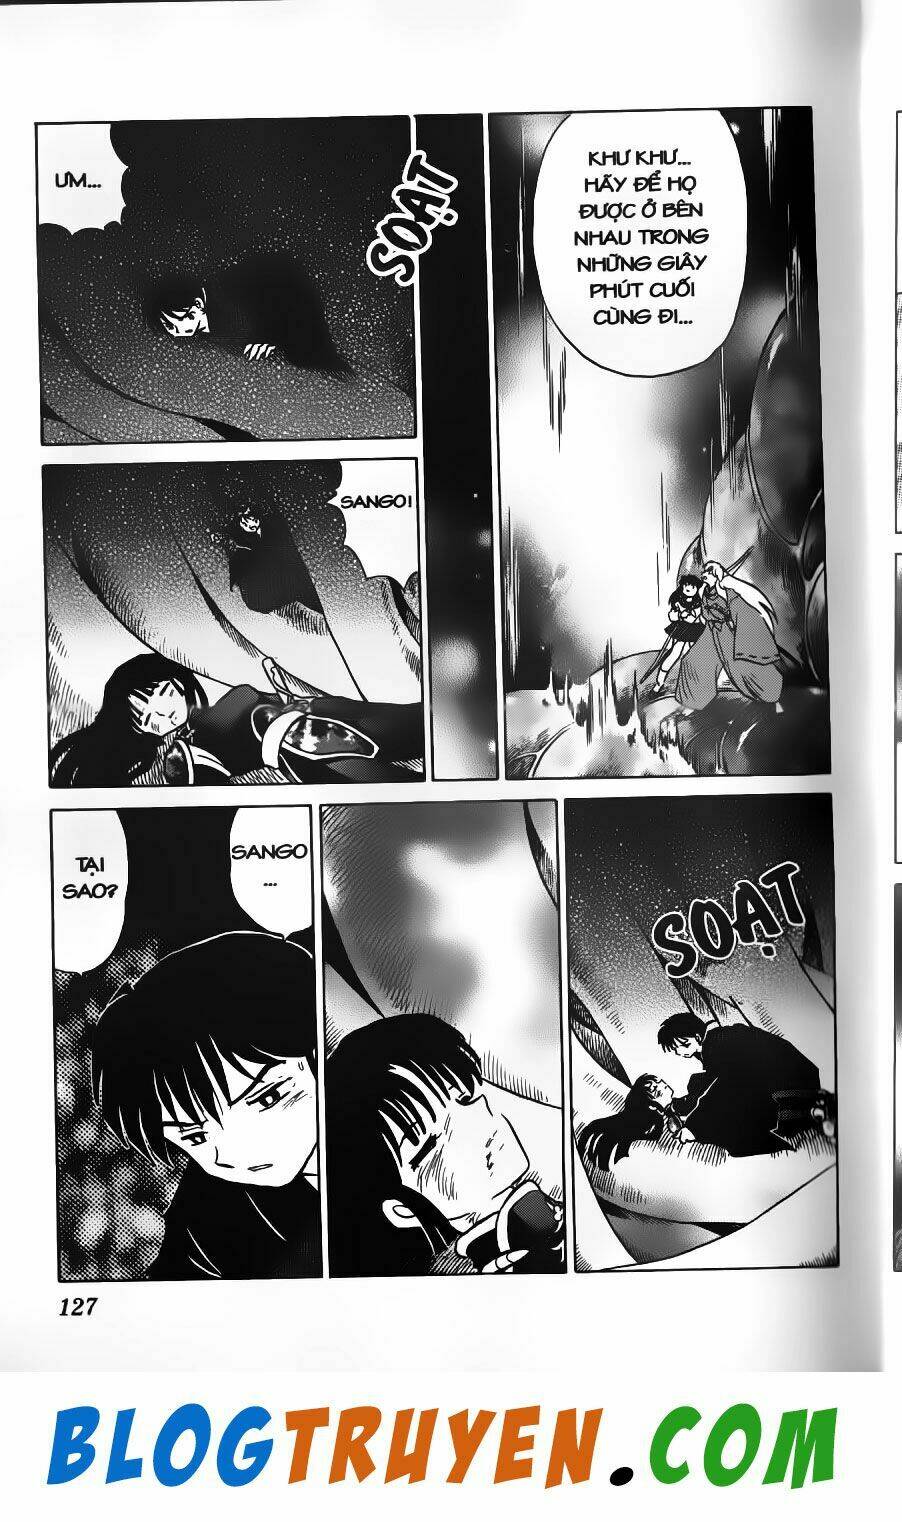 KHƯ KHƯ...
HÃY ĐỂ HỌ
ĐƯỢC Ở BÊN
NHAU TRONG
NHỮNG GIÂY
PHÚT CUỐI
CÙNG ĐI...
ƯM...
SOẠT
SANGO!
SOẠT
SANGO
...
TẠI
SAO?
127
BLOGTRUYEN.COM